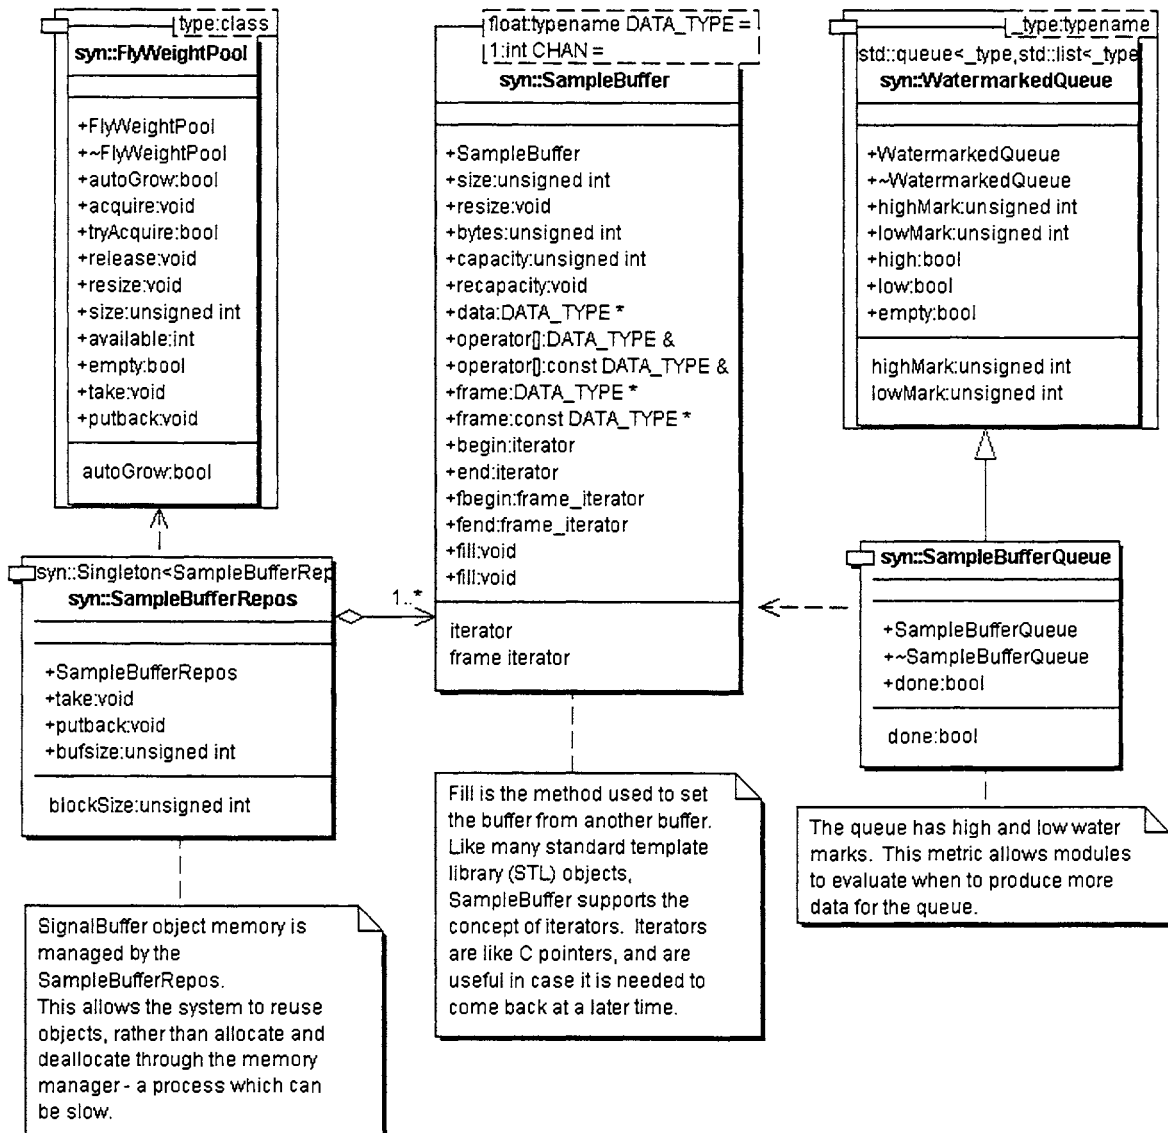 type:class
syn::FlyWeightPool
+FlyWeightPool
+~FlyWeightPool
+autoGrow:bool
+acquire:void
+tryAcquire:bool
+release:void
+resize:void
+size:unsigned int
+available:int
+empty:bool
+take:void
+putback:void
autoGrow:bool
syn::Singleton<SampleBufferRep
syn::SampleBufferRepos
+SampleBufferRepos
+take:void
+putback:void
+bufsize:unsigned int
blockSize:unsigned int
SignalBuffer object memory is
managed by the
SampleBufferRepos.
This allows the system to reuse
objects, rather than allocate and
deallocate through the memory
manager - a process which can
be slow.
1..*
float:typename DATA_TYPE =
1:int CHAN =
syn::SampleBuffer
+SampleBuffer
+size:unsigned int
+resize:void
+bytes:unsigned int
+capacity:unsigned int
+recapacity:void
+data:DATA_TYPE *
+operator[]:DATA_TYPE &
+operator[]:const DATA_TYPE &
+frame:DATA_TYPE *
+frame:const DATA_TYPE *
+begin:iterator
+end:iterator
+fbegin:frame_iterator
+fend:frame_iterator
+fill:void
+fill:void
iterator
frame iterator
Fill is the method used to set
the buffer from another buffer.
Like many standard template
library (STL) objects,
SampleBuffer supports the
concept of iterators. Iterators
are like C pointers, and are
useful in case it is needed to
come back at a later time.
_type:typename
std::queue<_type,std::list<_type
syn::WatermarkedQueue
+WatermarkedQueue
+~WatermarkedQueue
+highMark:unsigned int
+lowMark:unsigned int
+high:bool
+low:bool
+empty:bool
highMark:unsigned int
lowMark:unsigned int
syn::SampleBufferQueue
+SampleBufferQueue
+~SampleBufferQueue
+done:bool
done:bool
The queue has high and low water
marks. This metric allows modules
to evaluate when to produce more
data for the queue.